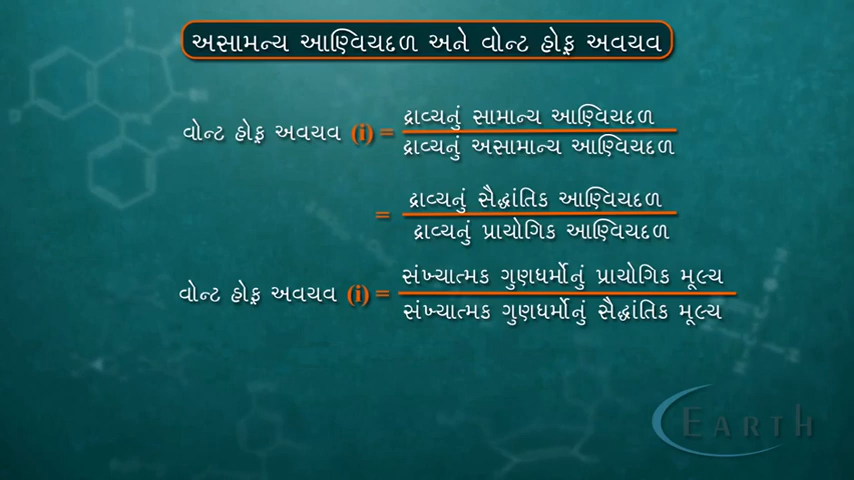 અસામન્ય આણ્વિયદળ અને વોન્ટ હોફ અવયવ
વોન્ટ હોફ અવયવ (i) = દ્રાવ્યનું સામાન્ય આણ્વિયદળ
દ્રાવ્યનું અસામાન્ય આણ્વિયદળ
= દ્રાવ્યનું સૈદ્ધાંતિક આણ્વિયદળ
દ્રાવ્યનું પ્રાયોગિક આણ્વિયદળ
વોન્ટ હોફ અવયવ (i) = સંખ્યાત્મક ગુણધર્મોનું પ્રાયોગિક મૂલ્ય
સંખ્યાત્મક ગુણધર્મોનું સૈદ્ધાંતિક મૂલ્ય
EARTH